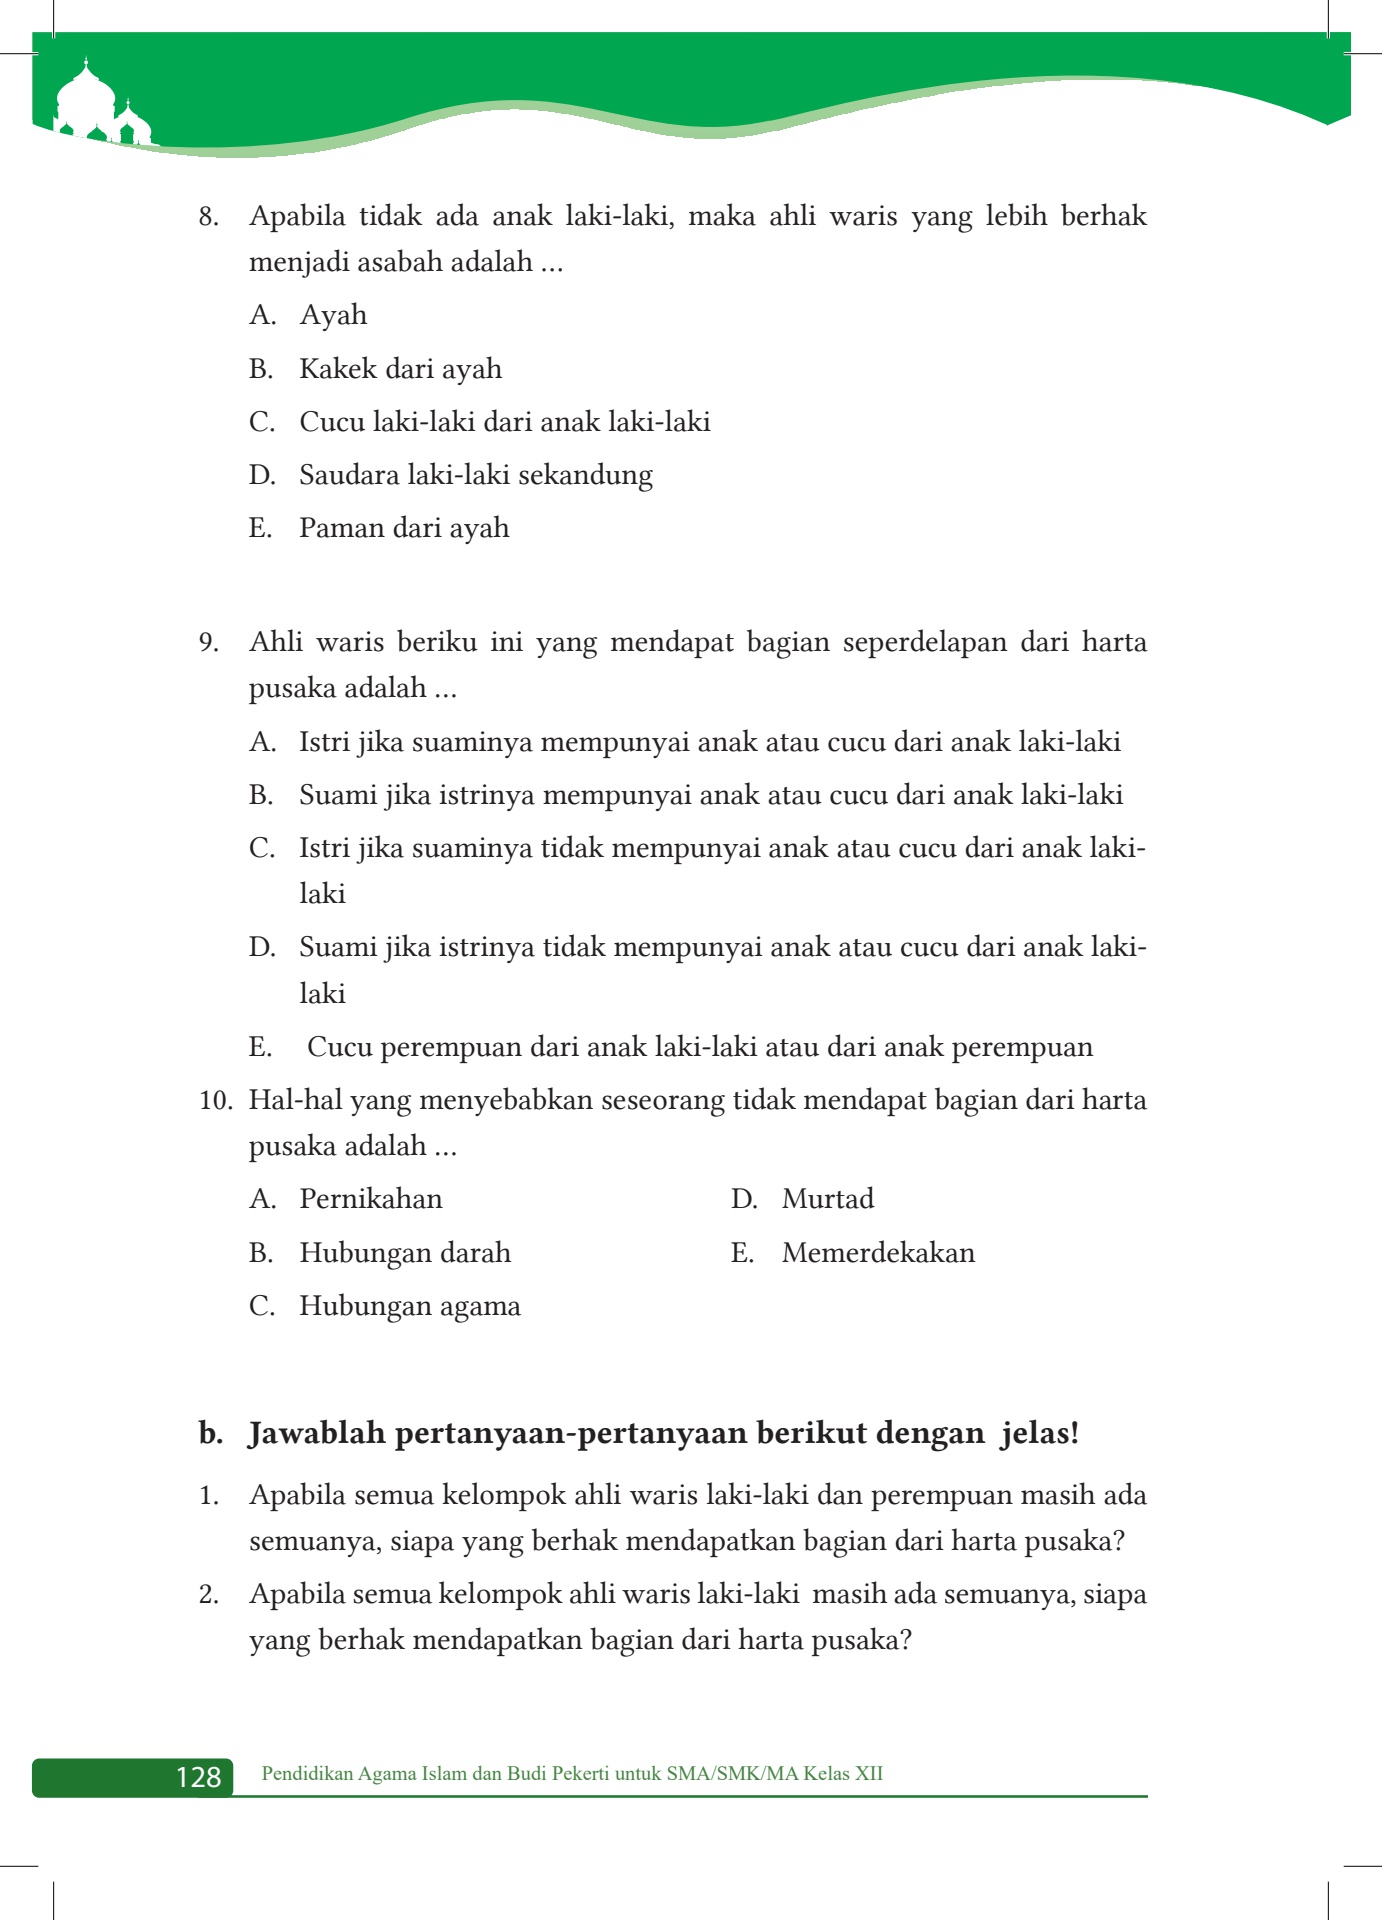 8. Apabila tidak ada anak laki-laki, maka ahli waris yang lebih berhak
menjadi asabah adalah …
A. Ayah
B. Kakek dari ayah
C. Cucu laki-laki dari anak laki-laki
D. Saudara laki-laki sekandung
E. Paman dari ayah
9. Ahli waris beriku ini yang mendapat bagian seperdelapan dari harta
pusaka adalah …
A. Istri jika suaminya mempunyai anak atau cucu dari anak laki-laki
B. Suami jika istrinya mempunyai anak atau cucu dari anak laki-laki
C. Istri jika suaminya tidak mempunyai anak atau cucu dari anak laki-
laki
D. Suami jika istrinya tidak mempunyai anak atau cucu dari anak laki-
laki
E. Cucu perempuan dari anak laki-laki atau dari anak perempuan
10. Hal-hal yang menyebabkan seseorang tidak mendapat bagian dari harta
pusaka adalah …
A. Pernikahan
B. Hubungan darah
C. Hubungan agama
D. Murtad
E. Memerdekakan
b. Jawablah pertanyaan-pertanyaan berikut dengan jelas!
1. Apabila semua kelompok ahli waris laki-laki dan perempuan masih ada
semuanya, siapa yang berhak mendapatkan bagian dari harta pusaka?
2. Apabila semua kelompok ahli waris laki-laki masih ada semuanya, siapa
yang berhak mendapatkan bagian dari harta pusaka?
128 Pendidikan Agama Islam dan Budi Pekerti untuk SMA/SMK/MA Kelas XII